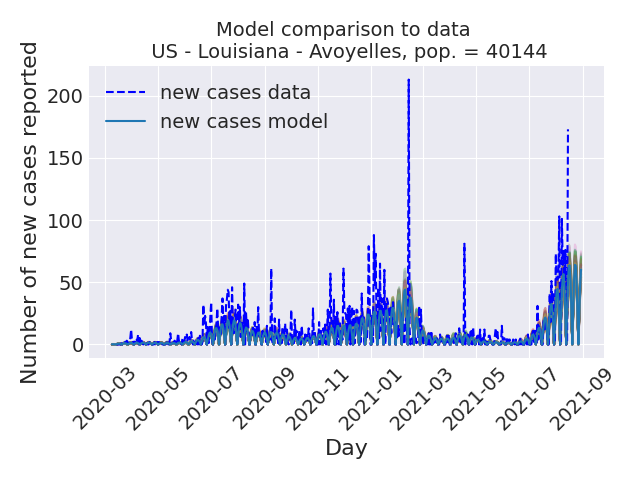 Model comparison to data
US - Louisiana - Avoyelles, pop. = 40144
Number of new cases reported
200
150
100
50
0
new cases data
new cases model
2020-03
2020-05
2020-07
2020-09
2020-11
2021-01
2021-03
2021-05
2021-07
2021-09
Day